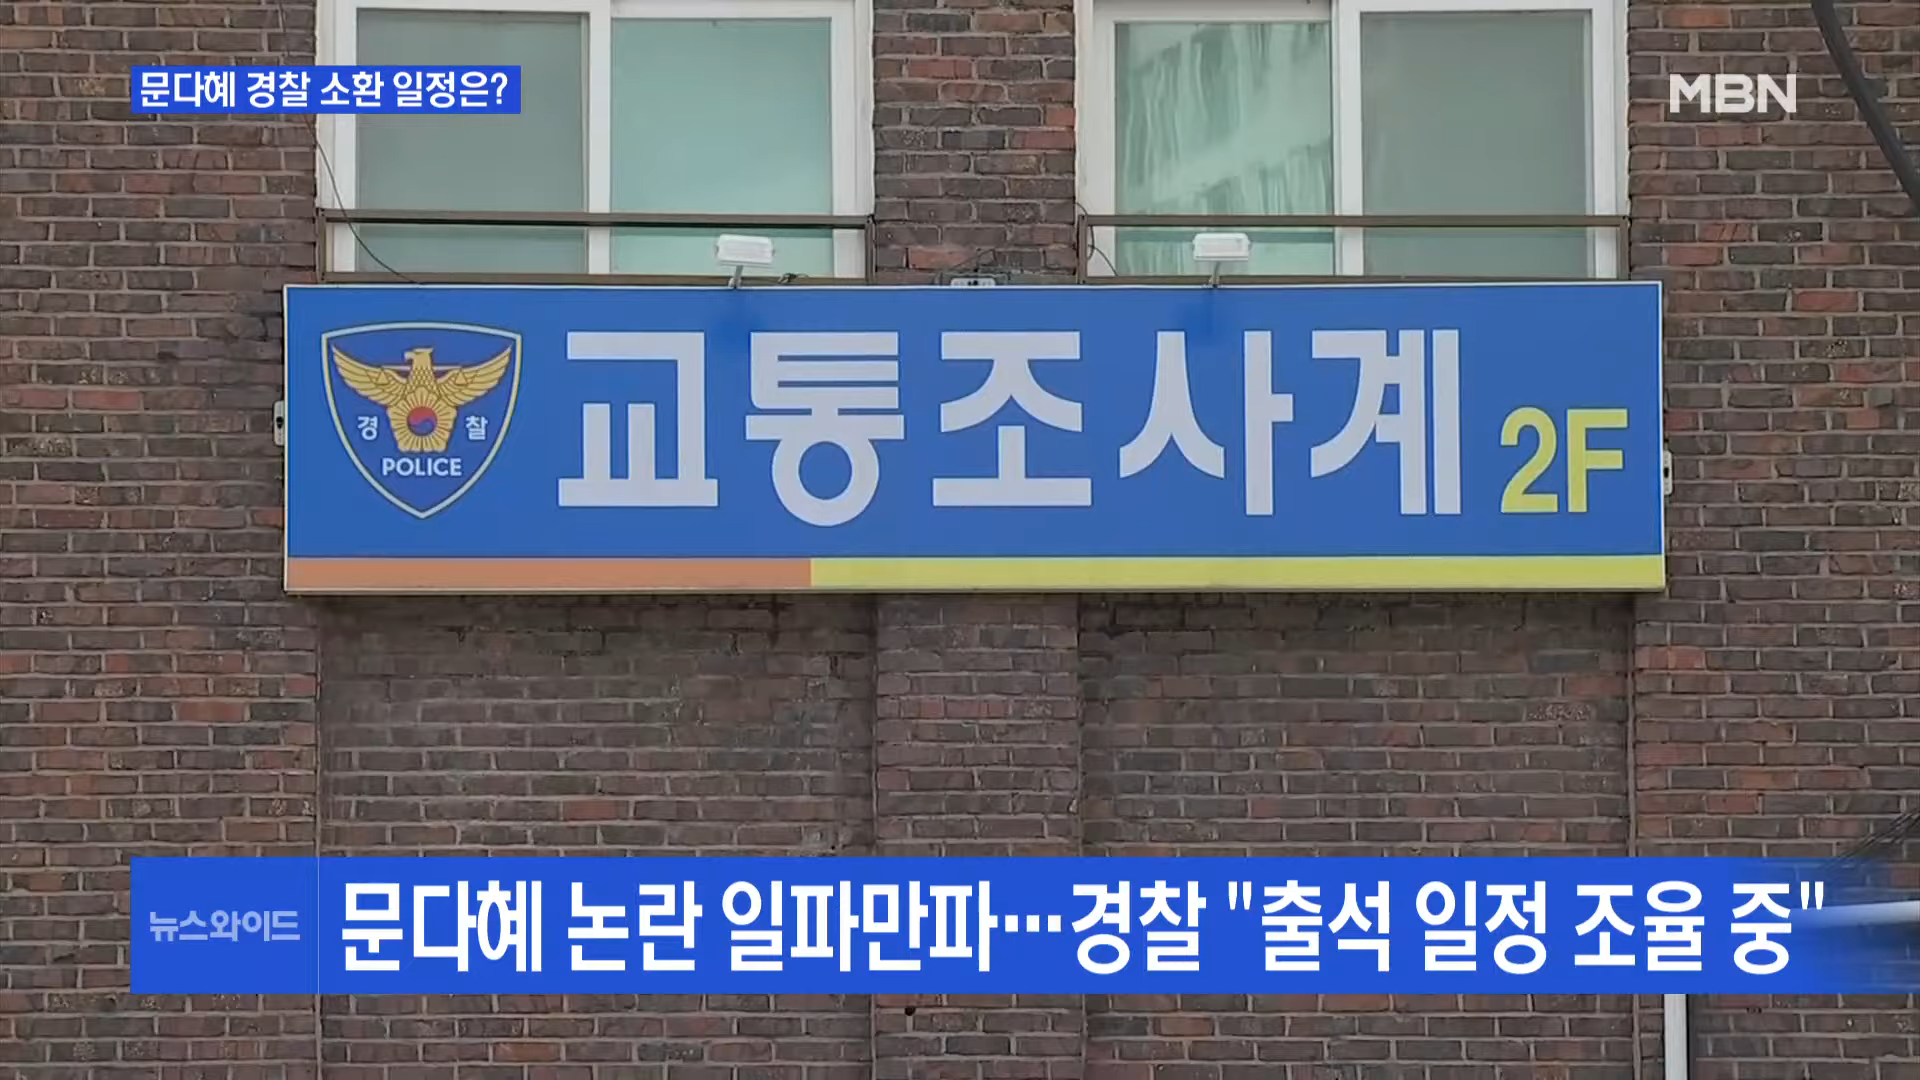 문다혜 경찰 소환 일정은?
MBN
교통조사계 2F
경 찰
POLICE
뉴스와이드
문다혜 논란 일파만파…경찰 "출석 일정 조율 중"